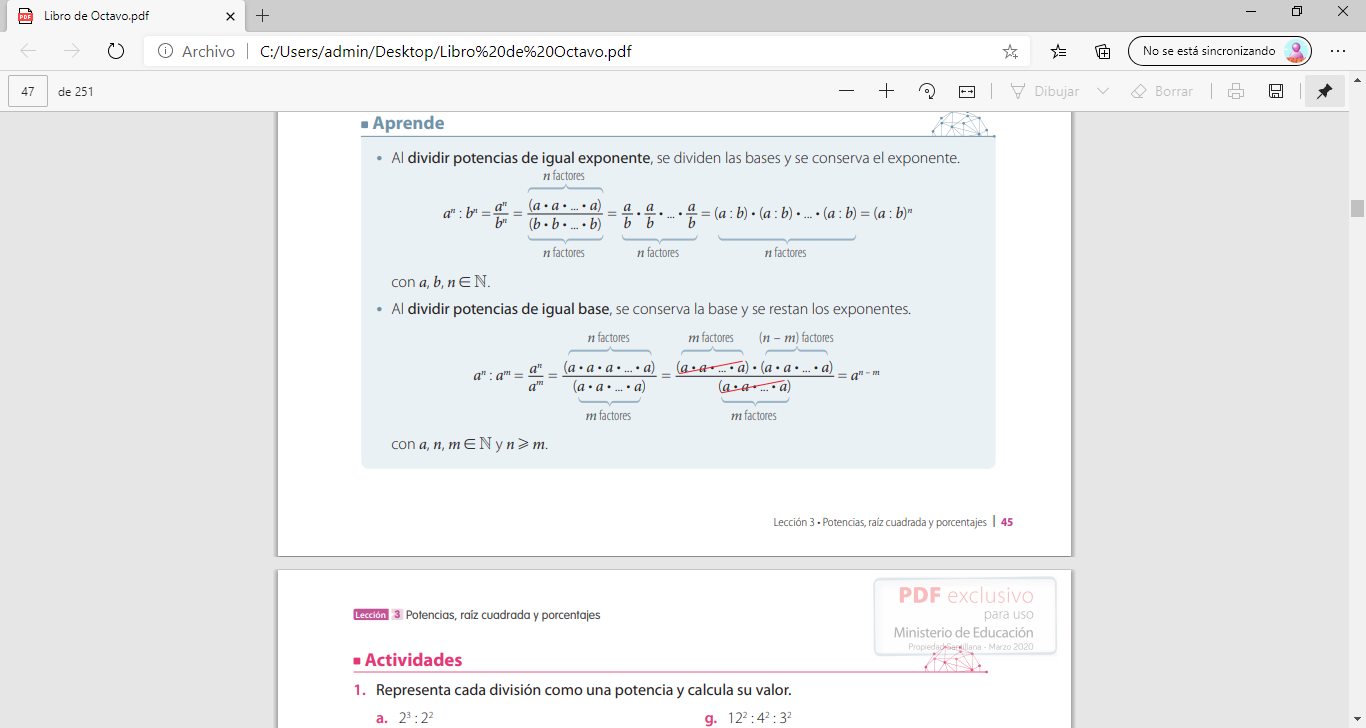 Libro de Octavo.pdf
Archivo C:/Users/admin/Desktop/Libro%20de%20Octavo.pdf No se está sincronizando
47 de 251 Dibujar Borrar
Aprende
• Al dividir potencias de igual exponente, se dividen las bases y se conserva el exponente.
n factores
aⁿ : bⁿ = aⁿ/bⁿ = (a • a • ... • a)/(b • b • ... • b) = a/b • a/b • ... • a/b = (a : b) • (a : b) • ... • (a : b) = (a : b)ⁿ
n factores n factores n factores
con a, b, n ∈ ℕ.
• Al dividir potencias de igual base, se conserva la base y se restan los exponentes.
n factores m factores (n – m) factores
aⁿ : aᵐ = aⁿ/aᵐ = (a • a • a • ... • a)/(a • a • ... • a) = (a • a • ... • a) • (a • a • ... • a)/(a • a • ... • a) = aⁿ ⁻ ᵐ
m factores m factores
con a, n, m ∈ ℕ y n ⩾ m.
Lección 3 • Potencias, raíz cuadrada y porcentajes | 45
PDF exclusivo
para uso
Ministerio de Educación
Propiedad Santillana - Marzo 2020
Lección 3 Potencias, raíz cuadrada y porcentajes
Actividades
1. Representa cada división como una potencia y calcula su valor.
a. 2³ : 2² g. 12² : 4² : 3²